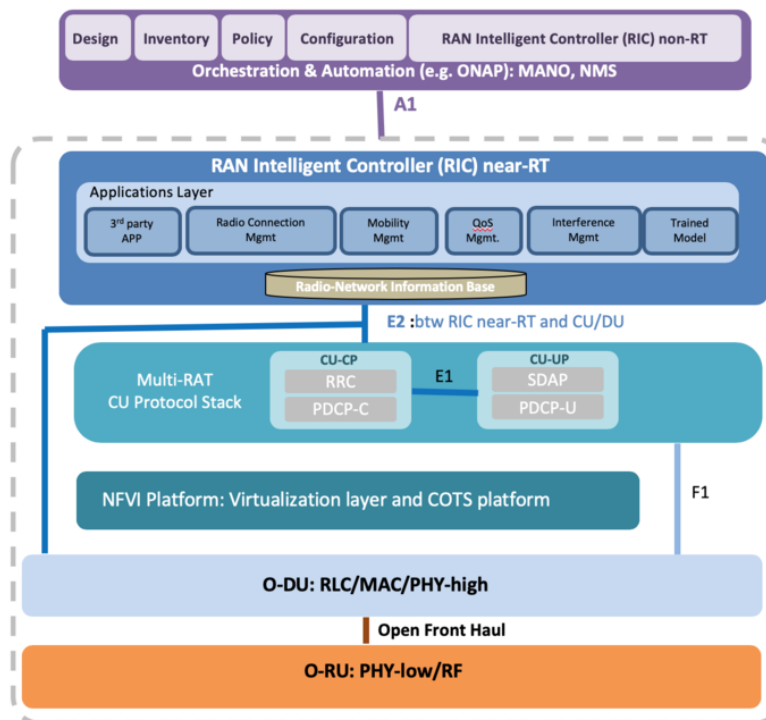 Design
Inventory
Policy
Configuration
RAN Intelligent Controller (RIC) non-RT
Orchestration & Automation (e.g. ONAP): MANO, NMS
A1
RAN Intelligent Controller (RIC) near-RT
Applications Layer
3rd party
APP
Radio Connection
Mgmt
Mobility
Mgmt
QoS
Mgmt.
Interference
Mgmt
Trained
Model
Radio-Network Information Base
E2 :btw RIC near-RT and CU/DU
Multi-RAT
CU Protocol Stack
CU-CP
RRC
PDCP-C
E1
CU-UP
SDAP
PDCP-U
NFVI Platform: Virtualization layer and COTS platform
F1
O-DU: RLC/MAC/PHY-high
Open Front Haul
O-RU: PHY-low/RF